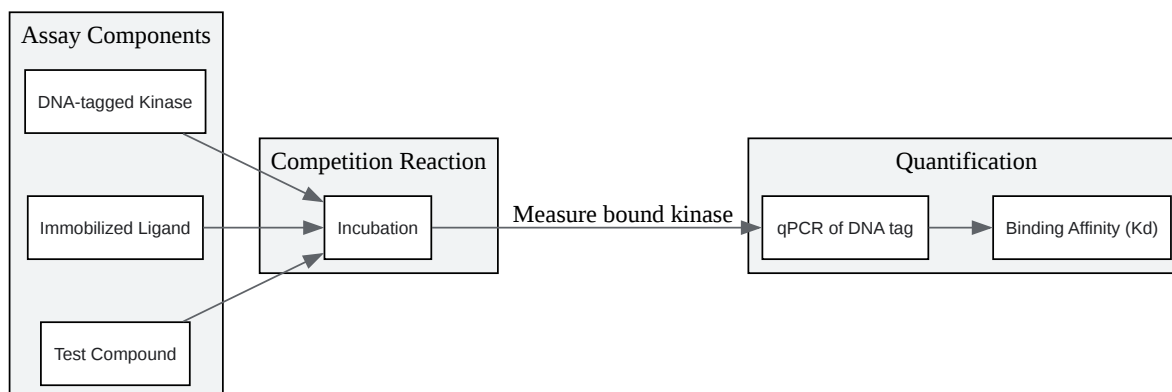 Assay Components
DNA-tagged Kinase
Immobilized Ligand
Test Compound
Competition Reaction
Incubation
Measure bound kinase
Quantification
qPCR of DNA tag
Binding Affinity (Kd)